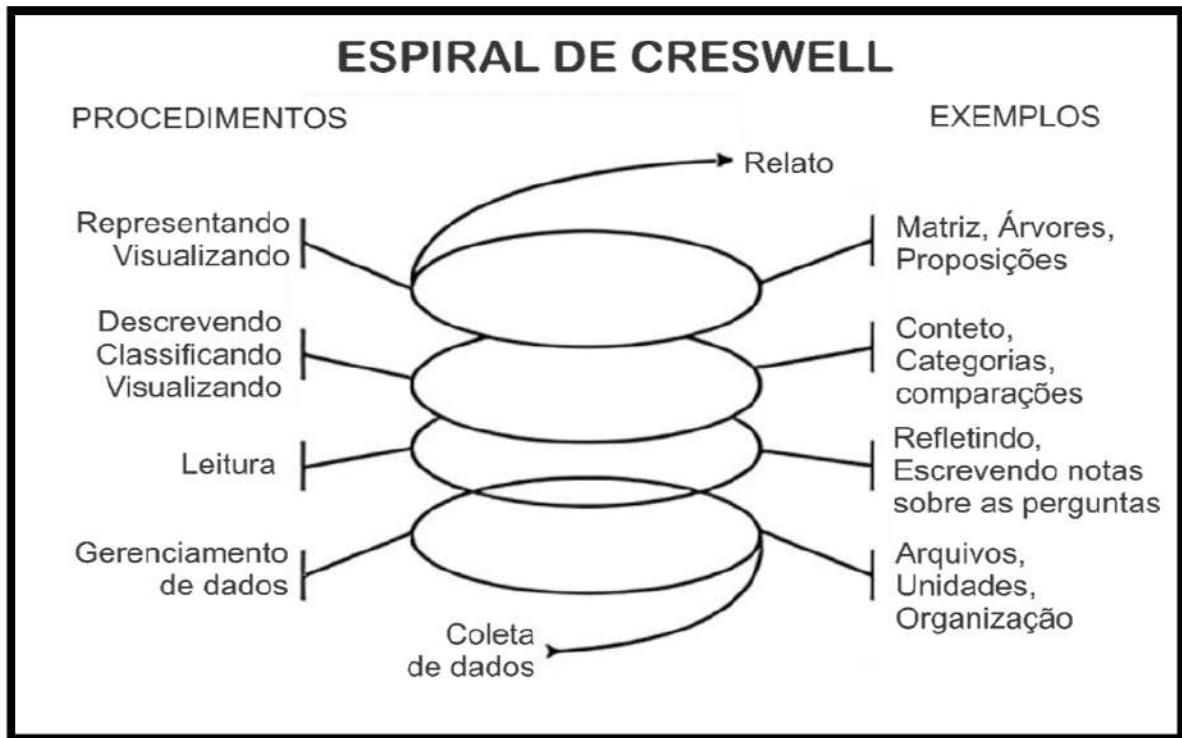 ESPIRAL DE CRESWELL
PROCEDIMENTOS
EXEMPLOS
Relato
Representando
Visualizando
Matriz, Árvores,
Proposições
Descrevendo
Classificando
Visualizando
Conteto,
Categorias,
comparações
Leitura
Refletindo,
Escrevendo notas
sobre as perguntas
Gerenciamento
de dados
Arquivos,
Unidades,
Organização
Coleta
de dados